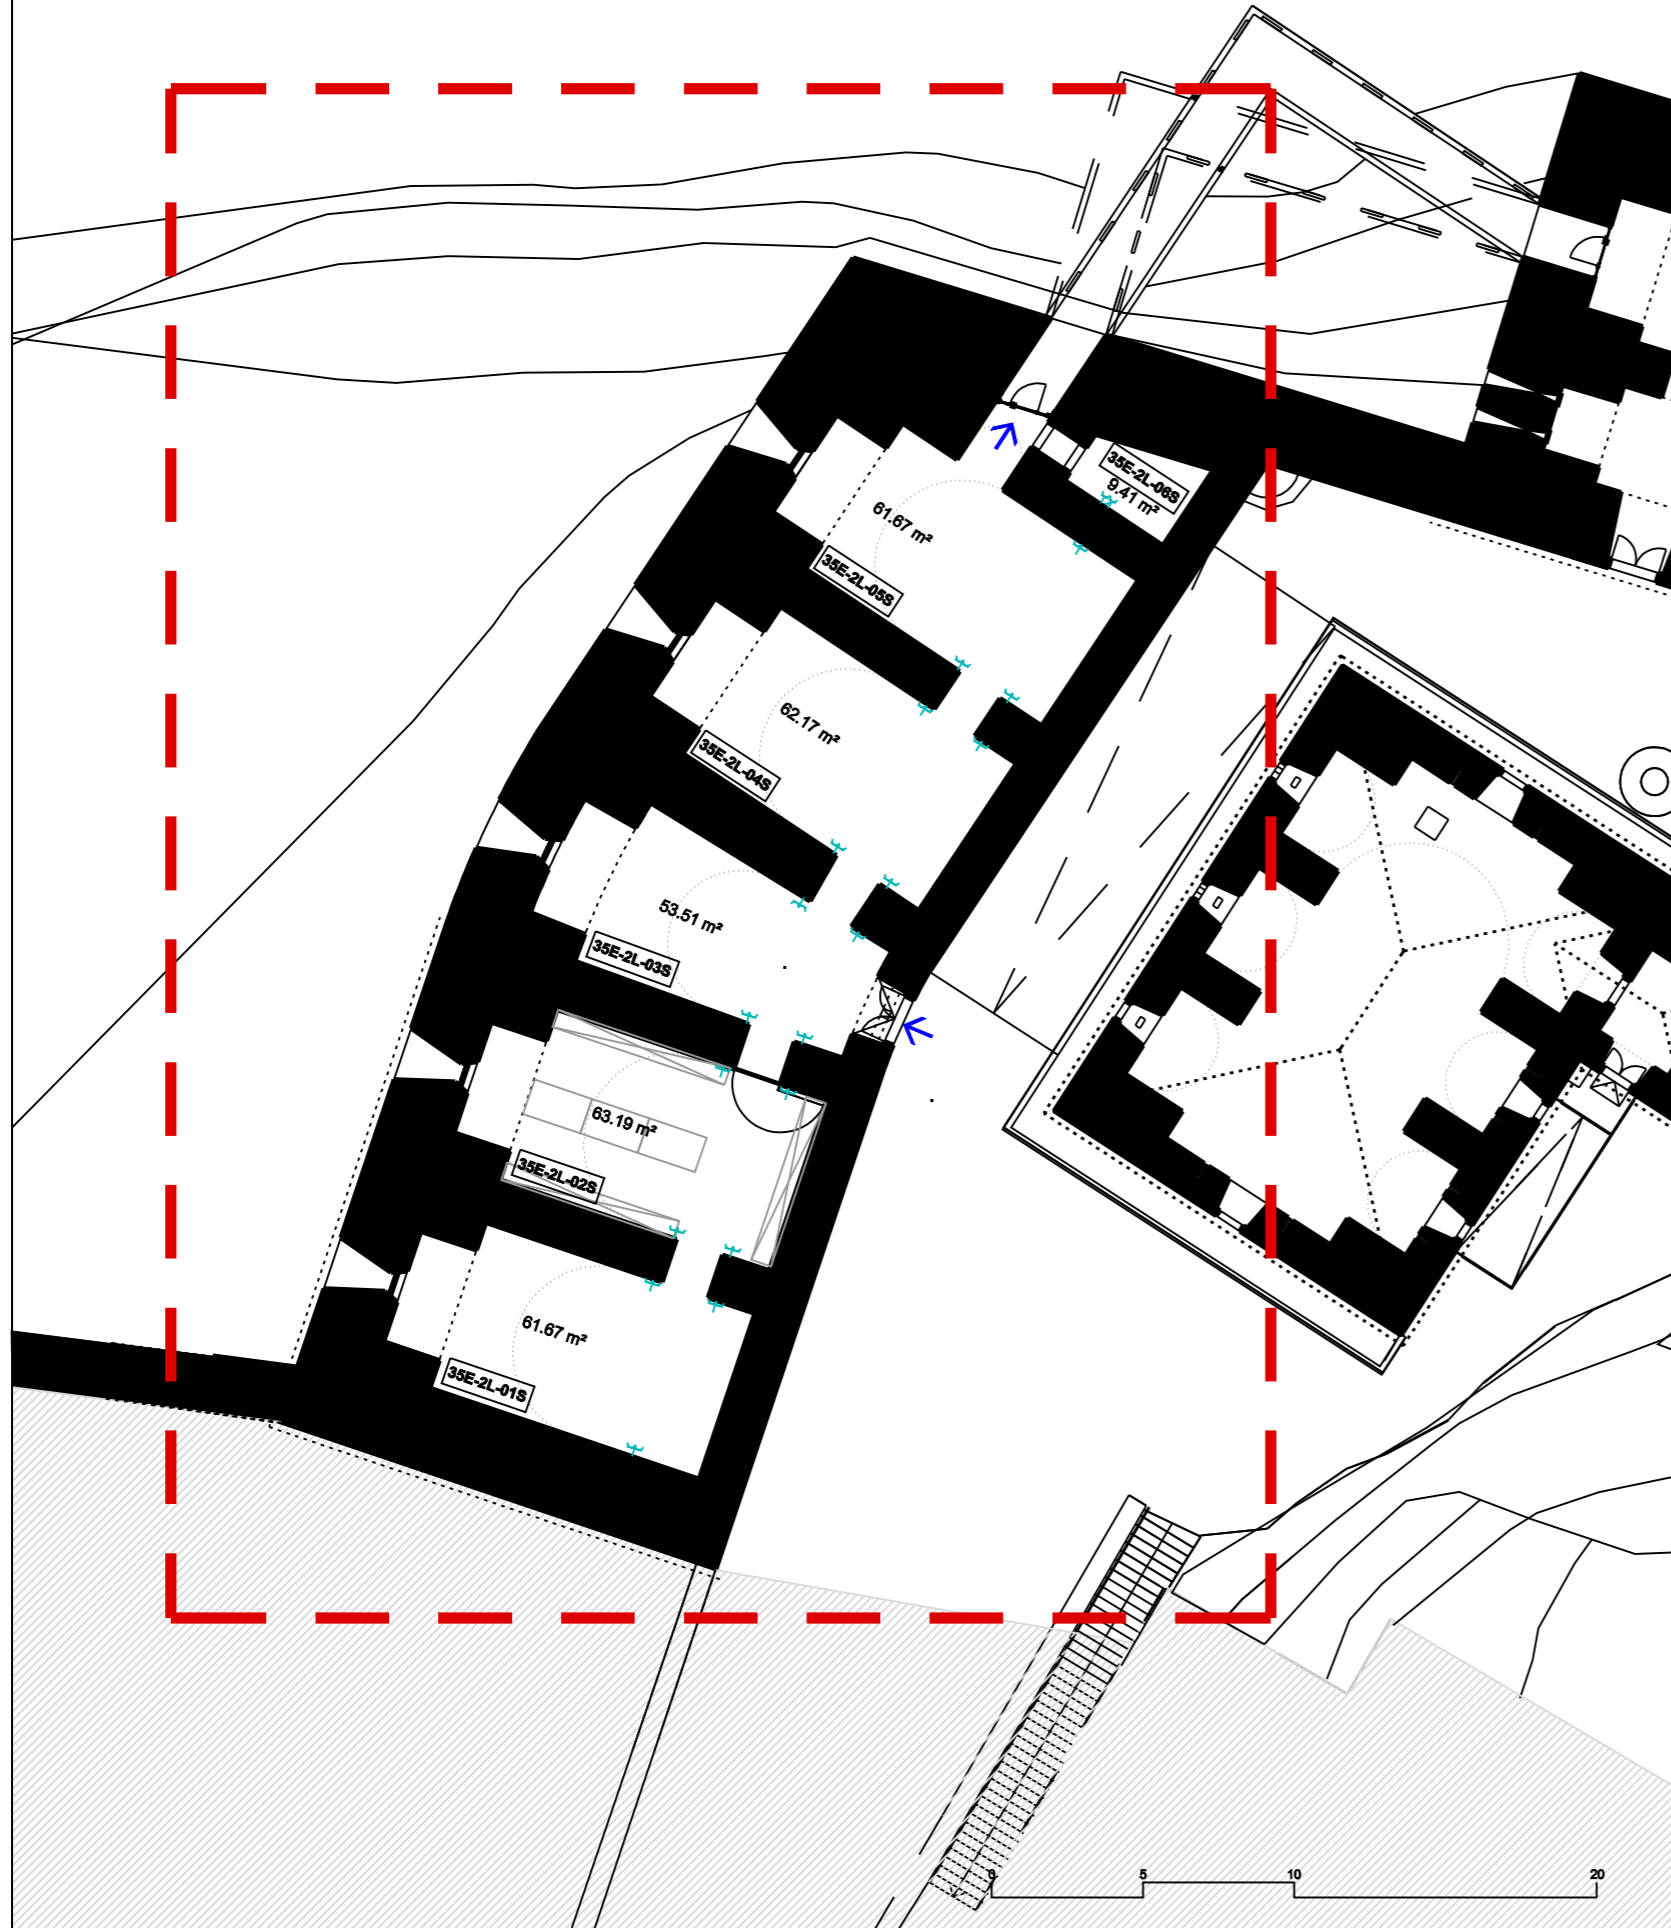 35E-2L-06S
9.41 m²
61.67 m²
35E-2L-05S
62.17 m²
35E-2L-04S
53.51 m²
35E-2L-03S
63.19 m²
35E-2L-02S
61.67 m²
35E-2L-01S
0 5 10 20